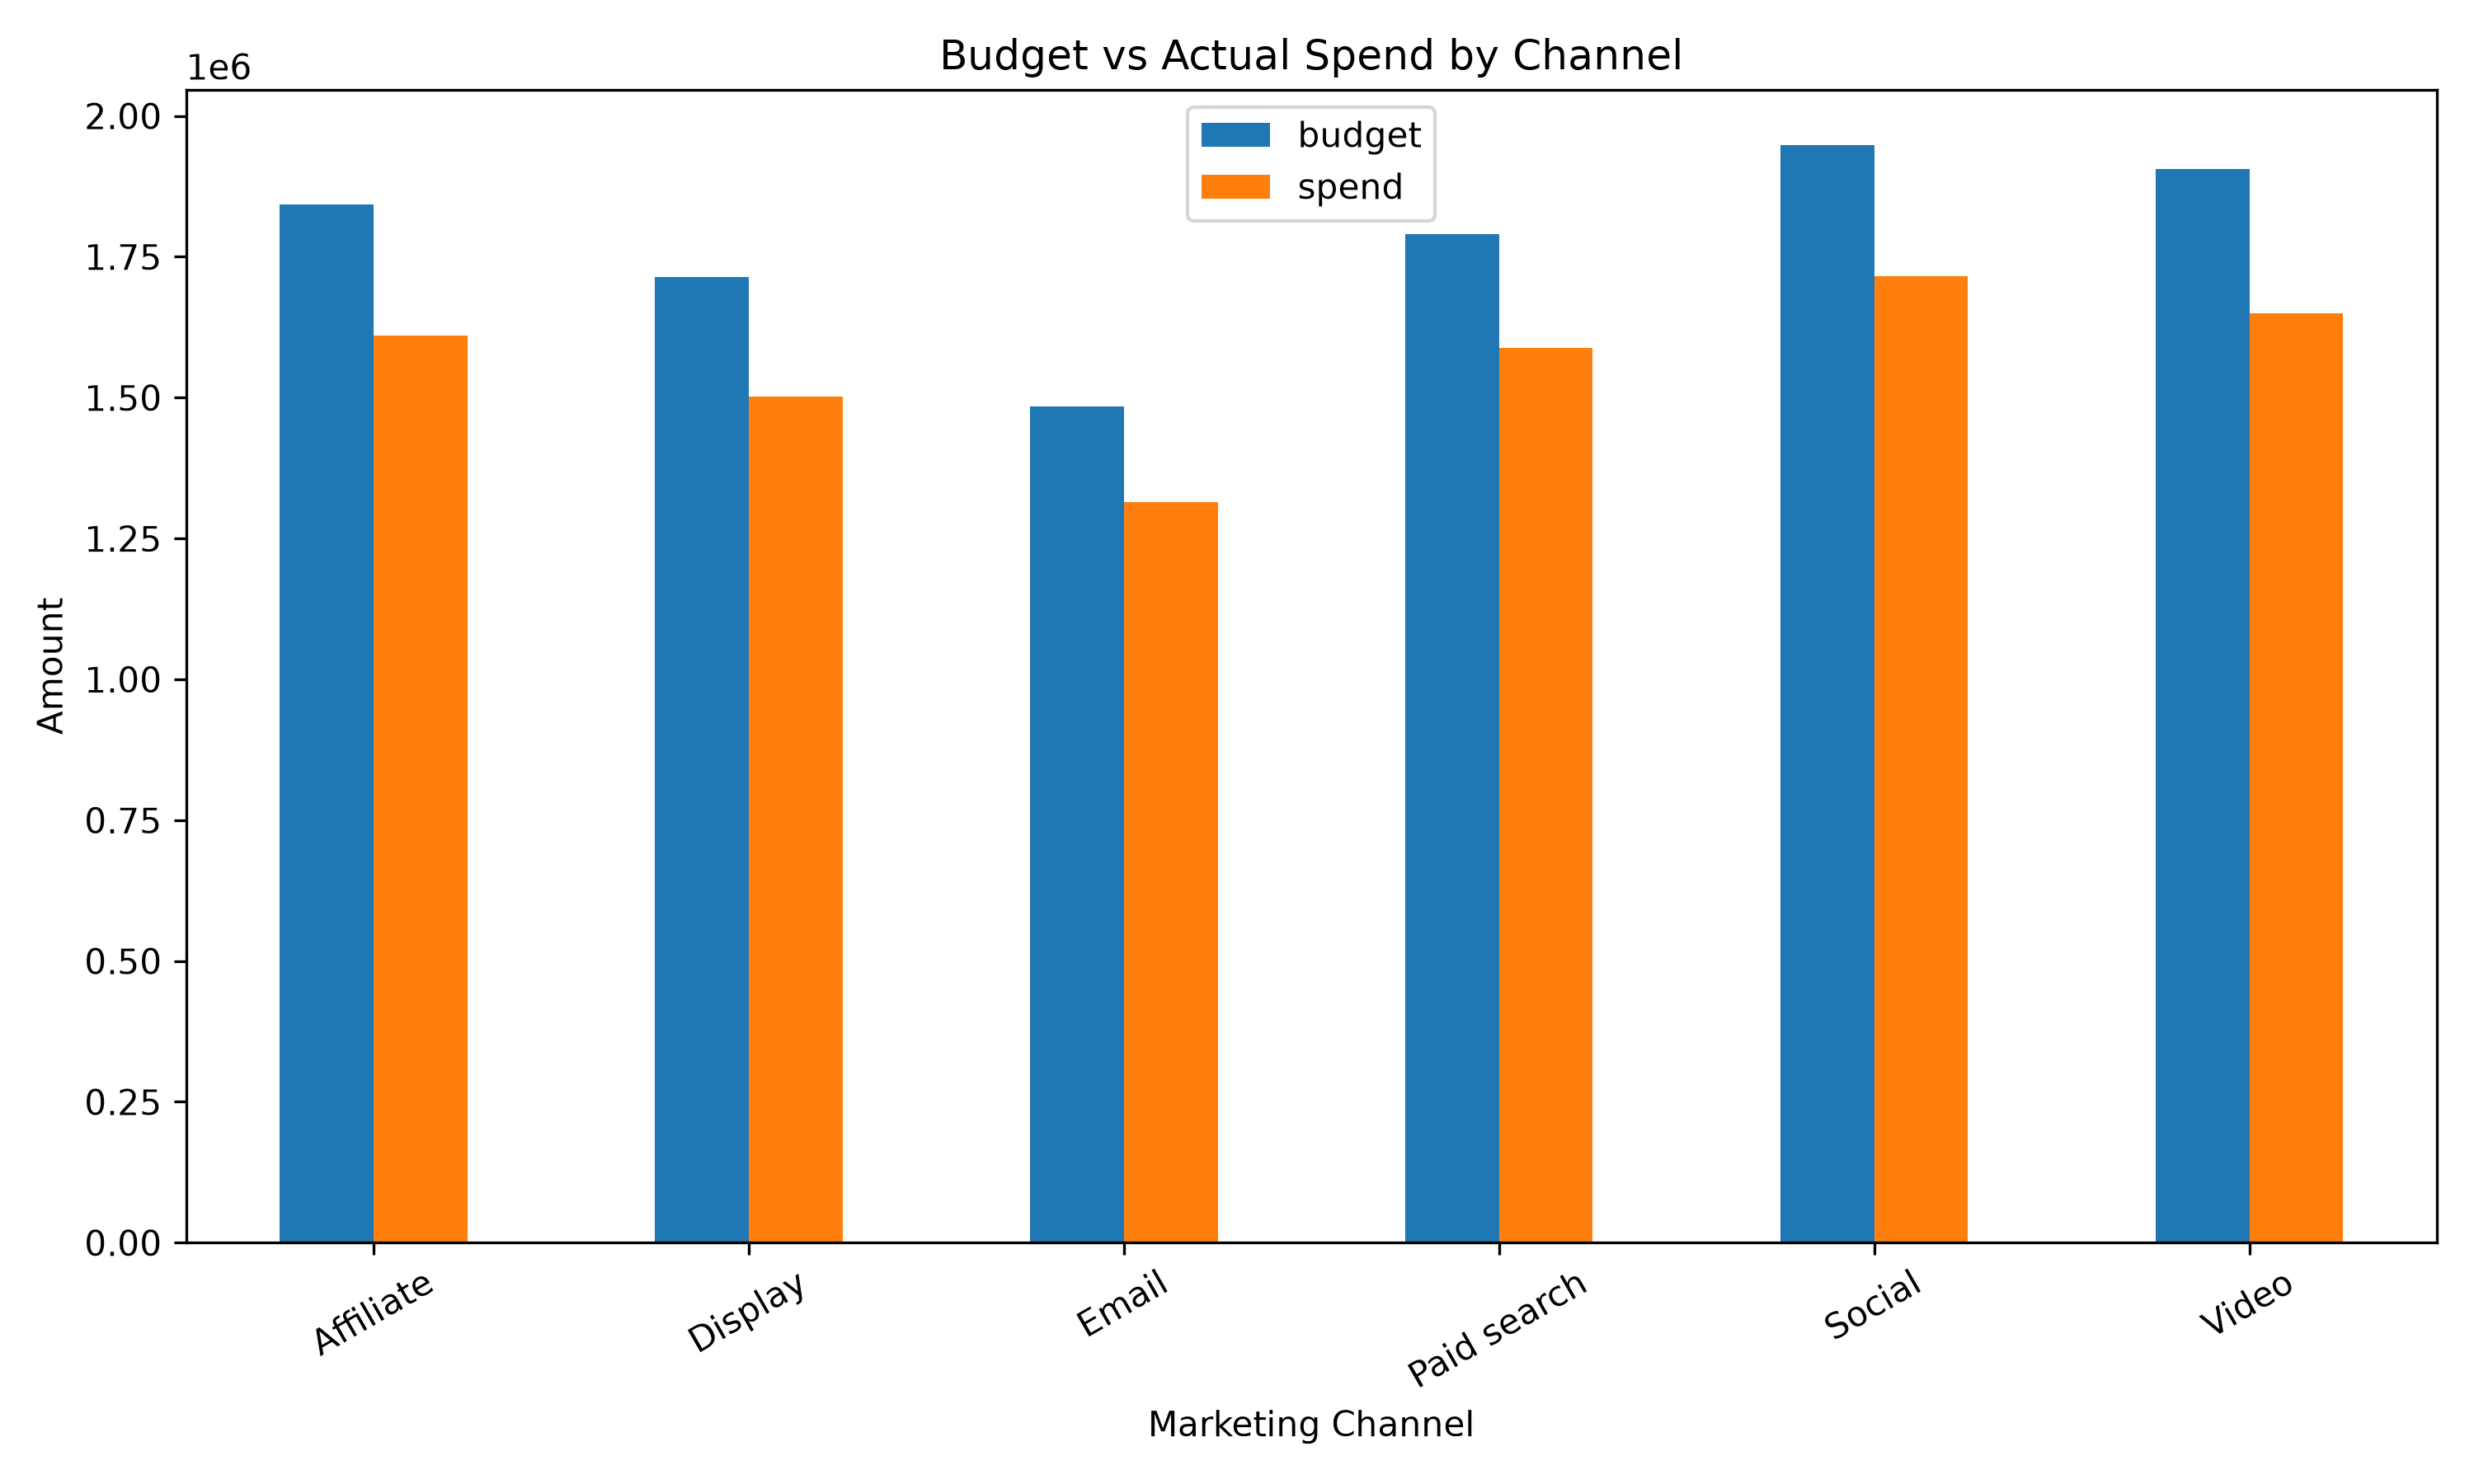 Budget vs Actual Spend by Channel
1e6
budget
spend
2.00
1.75
1.50
1.25
1.00
0.75
0.50
0.25
0.00
Amount
Affiliate
Display
Email
Paid search
Social
Video
Marketing Channel